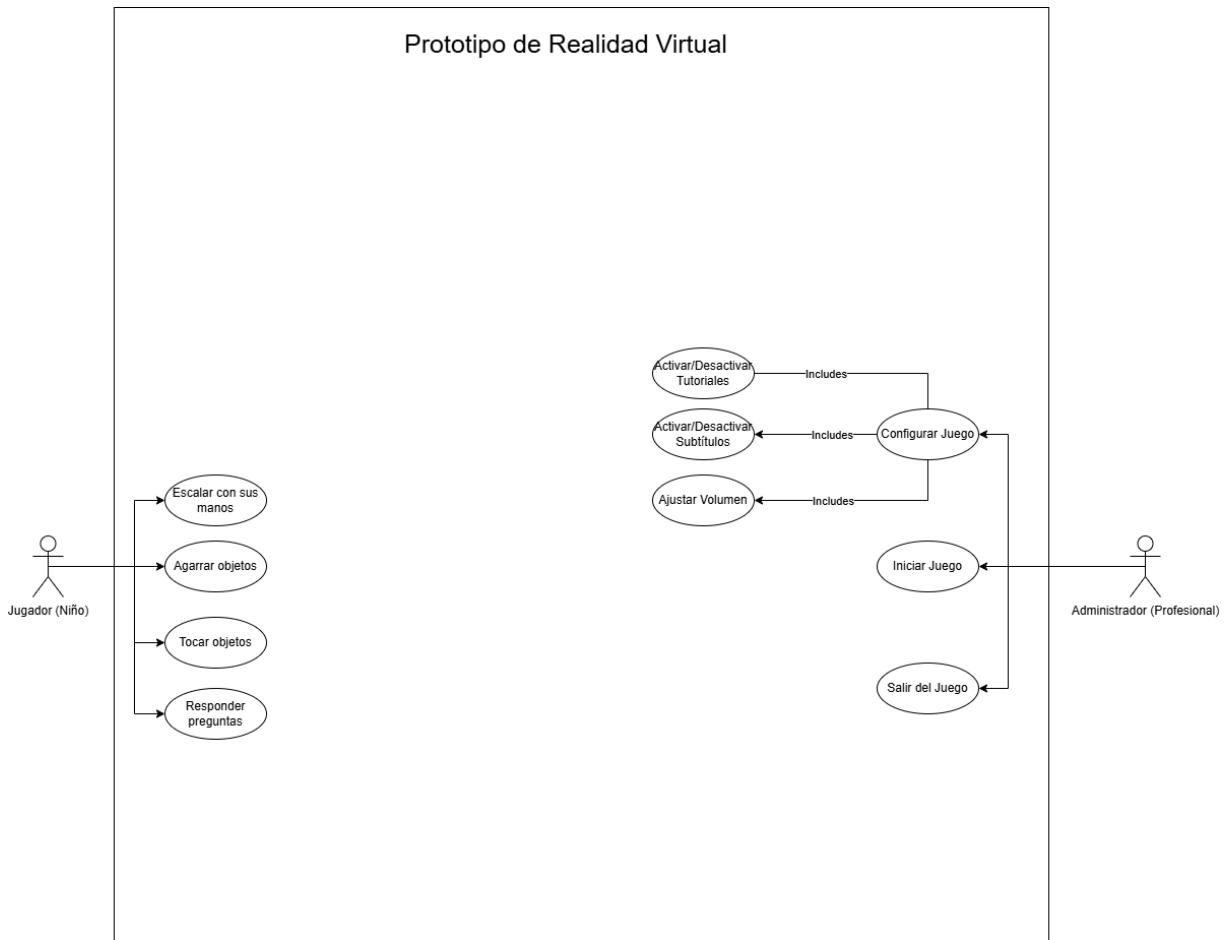 Prototipo de Realidad Virtual
Activar/Desactivar
Tutoriales
Includes
Activar/Desactivar
Subtítulos
Includes
Configurar Juego
Ajustar Volumen
Includes
Escalar con sus
manos
Agarrar objetos
Iniciar Juego
Jugador (Niño)
Administrador (Profesional)
Tocar objetos
Salir del Juego
Responder
preguntas